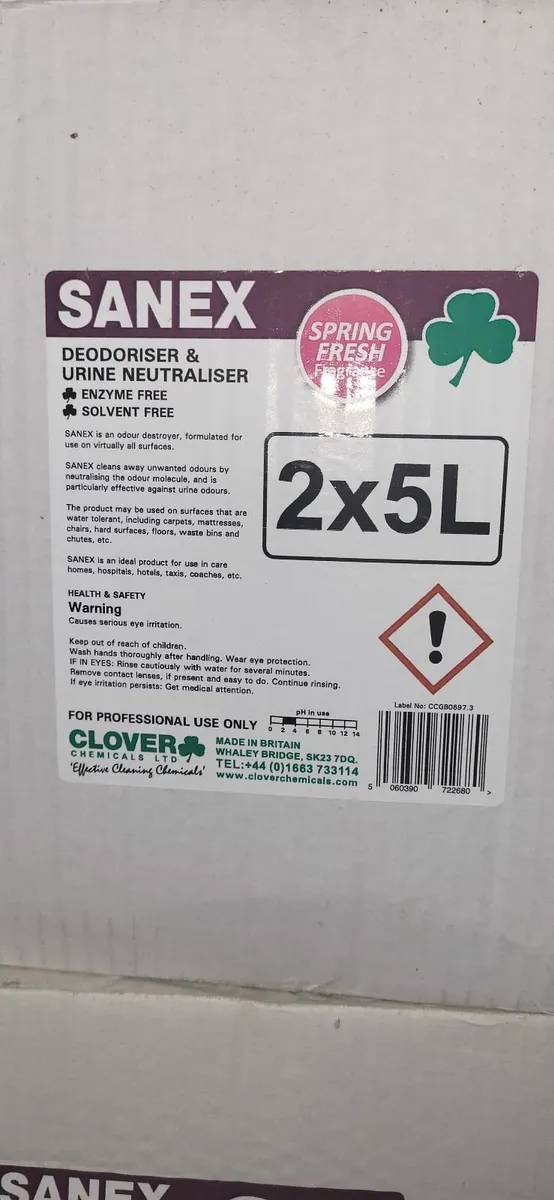 SANEX
SPRING
FRESH
Fragrance
DEODORISER &
URINE NEUTRALISER
ENZYME FREE
SOLVENT FREE
SANEX is an odour destroyer, formulated for
use on virtually all surfaces.
SANEX cleans away unwanted odours by
neutralising the odour molecule, and is
particularly effective against urine odours.
The product may be used on surfaces that are
water tolerant, including carpets, mattresses,
chairs, hard surfaces, floors, waste bins and
chutes, etc.
SANEX is an ideal product for use in care
homes, hospitals, hotels, taxis, coaches, etc.
2x5L
HEALTH & SAFETY
Warning
Causes serious eye irritation.
Keep out of reach of children.
Wash hands thoroughly after handling. Wear eye protection.
IF IN EYES: Rinse cautiously with water for several minutes.
Remove contact lenses, if present and easy to do. Continue rinsing.
If eye irritation persists: Get medical attention.
FOR PROFESSIONAL USE ONLY
pH in use
0 2 4 6 8 10 12 14
Label No: CCGB0697.3
CLOVER
CHEMICALS LTD
'Effective Cleaning Chemicals'
MADE IN BRITAIN
WHALEY BRIDGE, SK23 7DQ.
TEL:+44 (0)1663 733114
www.cloverchemicals.com
5 060390 722680 >
SANEX